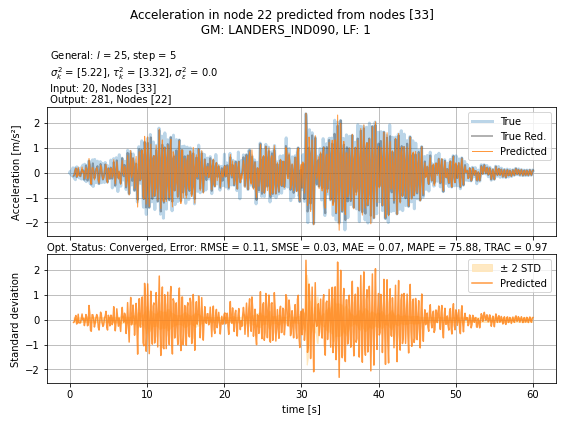 Acceleration in node 22 predicted from nodes [33]
GM: LANDERS_IND090, LF: 1
General: l = 25, step = 5
σ²ₖ = [5.22], τ²ₖ = [3.32], σ²ε = 0.0
Input: 20, Nodes [33]
Output: 281, Nodes [22]
Acceleration [m/s²]
2
1
0
−1
−2
True
True Red.
Predicted
Opt. Status: Converged, Error: RMSE = 0.11, SMSE = 0.03, MAE = 0.07, MAPE = 75.88, TRAC = 0.97
Standard deviation
2
1
0
−1
−2
± 2 STD
Predicted
0 10 20 30 40 50 60
time [s]